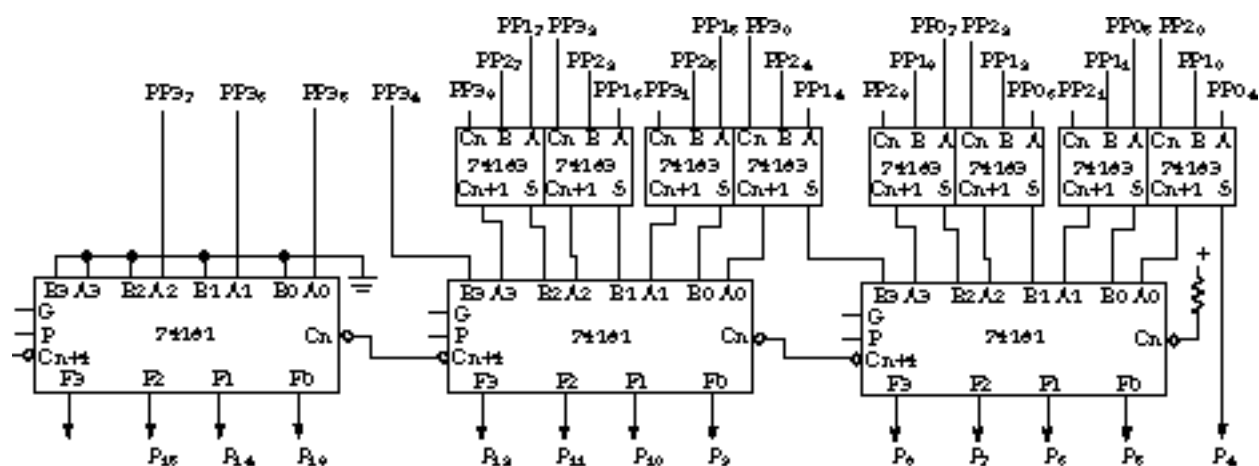 PP1₇ PP3₂ PP1₅ PP3₀ PP0₇ PP2₂ PP0₅ PP2₀
PP2₇ PP2₅ PP2₄ PP1₃ PP1₂ PP1₁ PP1₀
PP3₇ PP3₆ PP3₅ PP3₄ PP3₃ PP1₆ PP3₁ PP1₄ PP2₃ PP0₆ PP2₁ PP0₄
Cn B A Cn B A Cn B A Cn B A Cn B A Cn B A Cn B A Cn B A
74183 74183 74183 74183 74183 74183 74183 74183
Cn+1 S Cn+1 S Cn+1 S Cn+1 S Cn+1 S Cn+1 S Cn+1 S Cn+1 S
+
B3 A3 B2 A2 B1 A1 B0 A0 B3 A3 B2 A2 B1 A1 B0 A0 B3 A3 B2 A2 B1 A1 B0 A0
G G G
P 74181 Cn P 74181 Cn P 74181 Cn
Cn+4 Cn+4 Cn+4
F3 F2 F1 F0 F3 F2 F1 F0 F3 F2 F1 F0
P₁₅ P₁₄ P₁₃ P₁₂ P₁₁ P₁₀ P₉ P₈ P₇ P₆ P₅ P₄